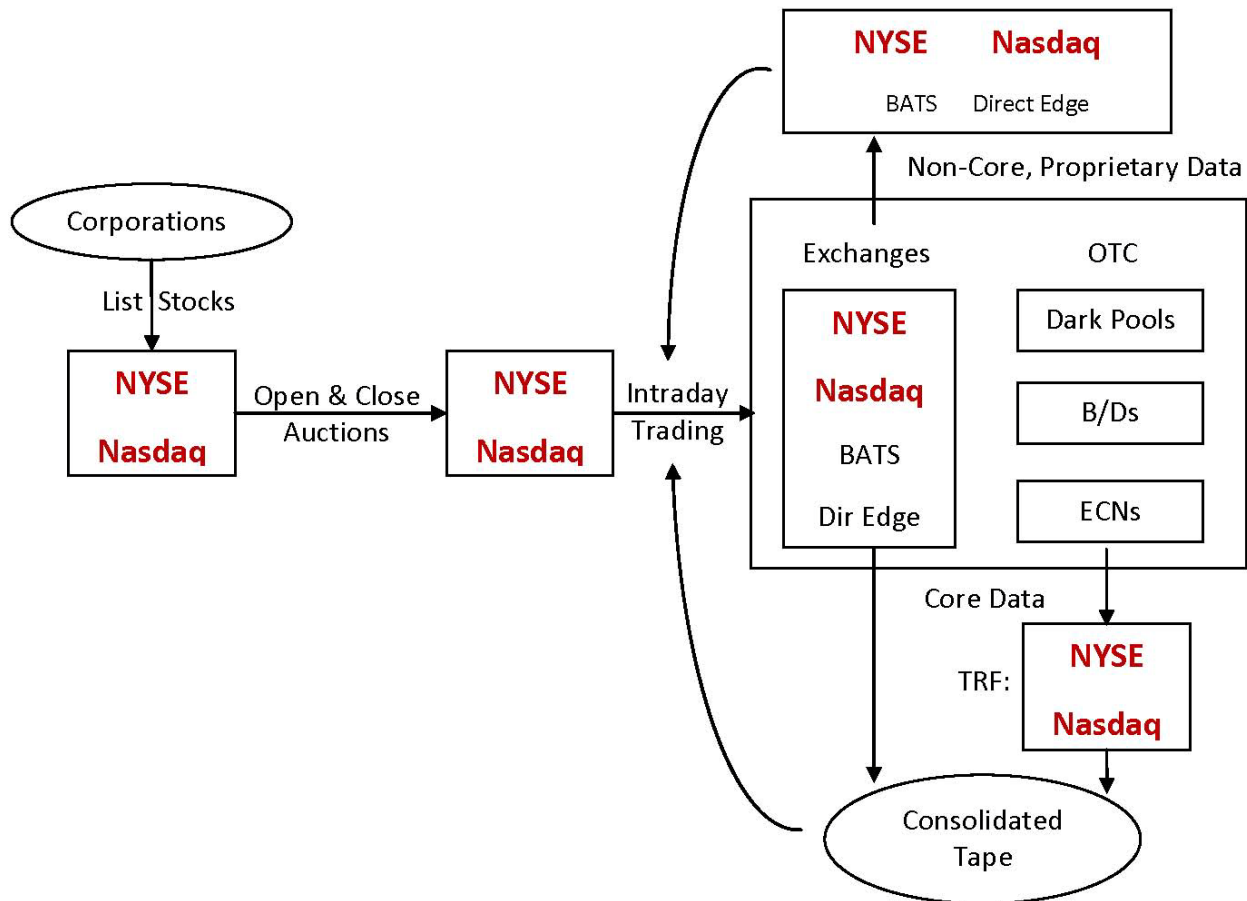 NYSE Nasdaq
BATS Direct Edge
Non-Core, Proprietary Data
Corporations
List Stocks
NYSE
Nasdaq
Open & Close
Auctions
NYSE
Nasdaq
Intraday
Trading
Exchanges
NYSE
Nasdaq
BATS
Dir Edge
OTC
Dark Pools
B/Ds
ECNs
Core Data
TRF:
NYSE
Nasdaq
Consolidated
Tape